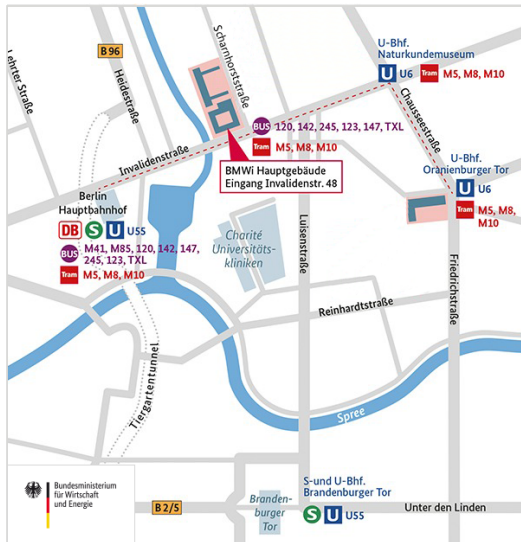 Lehrter Straße
B 96
Heidestraße
Scharnhorststraße
U-Bhf.
Naturkundemuseum
U U6 Tram M5, M8, M10
Chausseestraße
BUS 120, 142, 245, 123, 147, TXL
Tram M5, M8, M10
Invalidenstraße
BMWi Hauptgebäude
Eingang Invalidenstr. 48
U-Bhf.
Oranienburger Tor
U U6
Tram M5, M8,
M10
Berlin
Hauptbahnhof
DB S U U55
BUS M41, M85, 120, 142, 147,
245, 123, TXL
Tram M5, M8, M10
Charité
Universitäts-
kliniken
Luisenstraße
Friedrichstraße
Reinhardtstraße
Tiergartentunnel
Spree
Bundesministerium
für Wirtschaft
und Energie
B 2/5
Branden-
burger
Tor
S-und U-Bhf.
Brandenburger Tor
S U U55
Unter den Linden